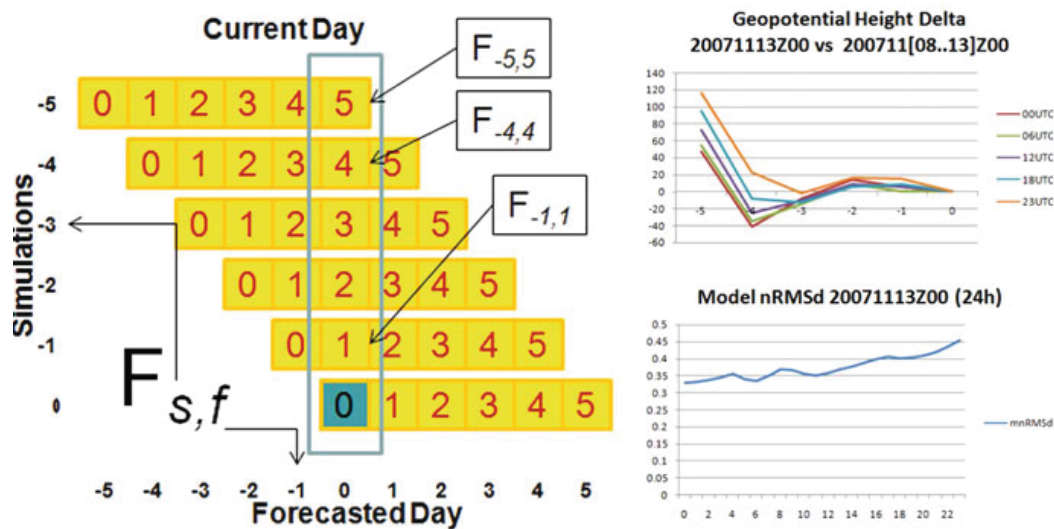 Current Day
F-5,5
-5 0 1 2 3 4 5
F-4,4
-4 0 1 2 3 4 5
F-1,1
-3 0 1 2 3 4 5
-2 0 1 2 3 4 5
-1 0 1 2 3 4 5
0 0 1 2 3 4 5
Simulations
Fs,f
-5 -4 -3 -2 -1 0 1 2 3 4 5
Forecasted Day
Geopotential Height Delta
20071113Z00 vs 200711[08..13]Z00
140
120
100
80
60
40
20
0
-20
-40
-60
-5 -4 -3 -2 -1 0
00UTC
06UTC
12UTC
18UTC
23UTC
Model nRMSd 20071113Z00 (24h)
0.5
0.45
0.4
0.35
0.3
0.25
0.2
0.15
0.1
0.05
0
0 2 4 6 8 10 12 14 16 18 20 22
mnRMSd